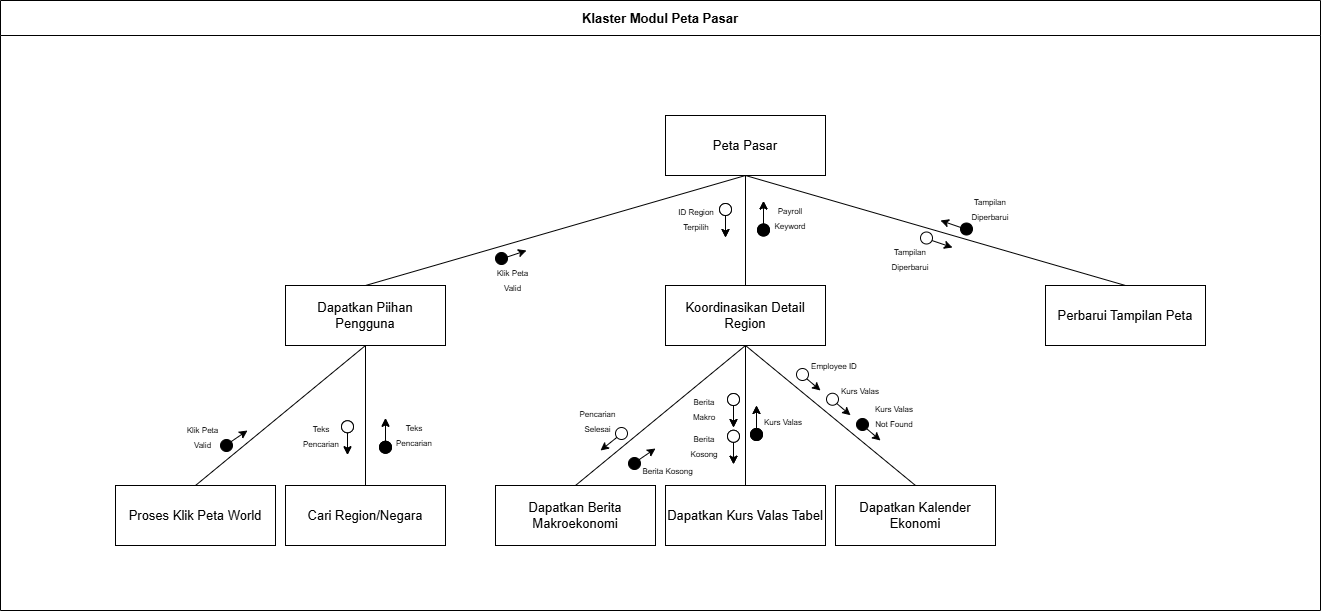 Klaster Modul Peta Pasar
Peta Pasar
ID Region
Terpilih
Payroll
Keyword
Tampilan
Diperbarui
Tampilan
Diperbarui
Klik Peta
Valid
Dapatkan Piihan
Pengguna
Koordinasikan Detail
Region
Perbarui Tampilan Peta
Klik Peta
Valid
Teks
Pencarian
Teks
Pencarian
Pencarian
Selesai
Berita Kosong
Berita
Makro
Berita
Kosong
Kurs Valas
Employee ID
Kurs Valas
Kurs Valas
Not Found
Proses Klik Peta World
Cari Region/Negara
Dapatkan Berita
Makroekonomi
Dapatkan Kurs Valas Tabel
Dapatkan Kalender
Ekonomi